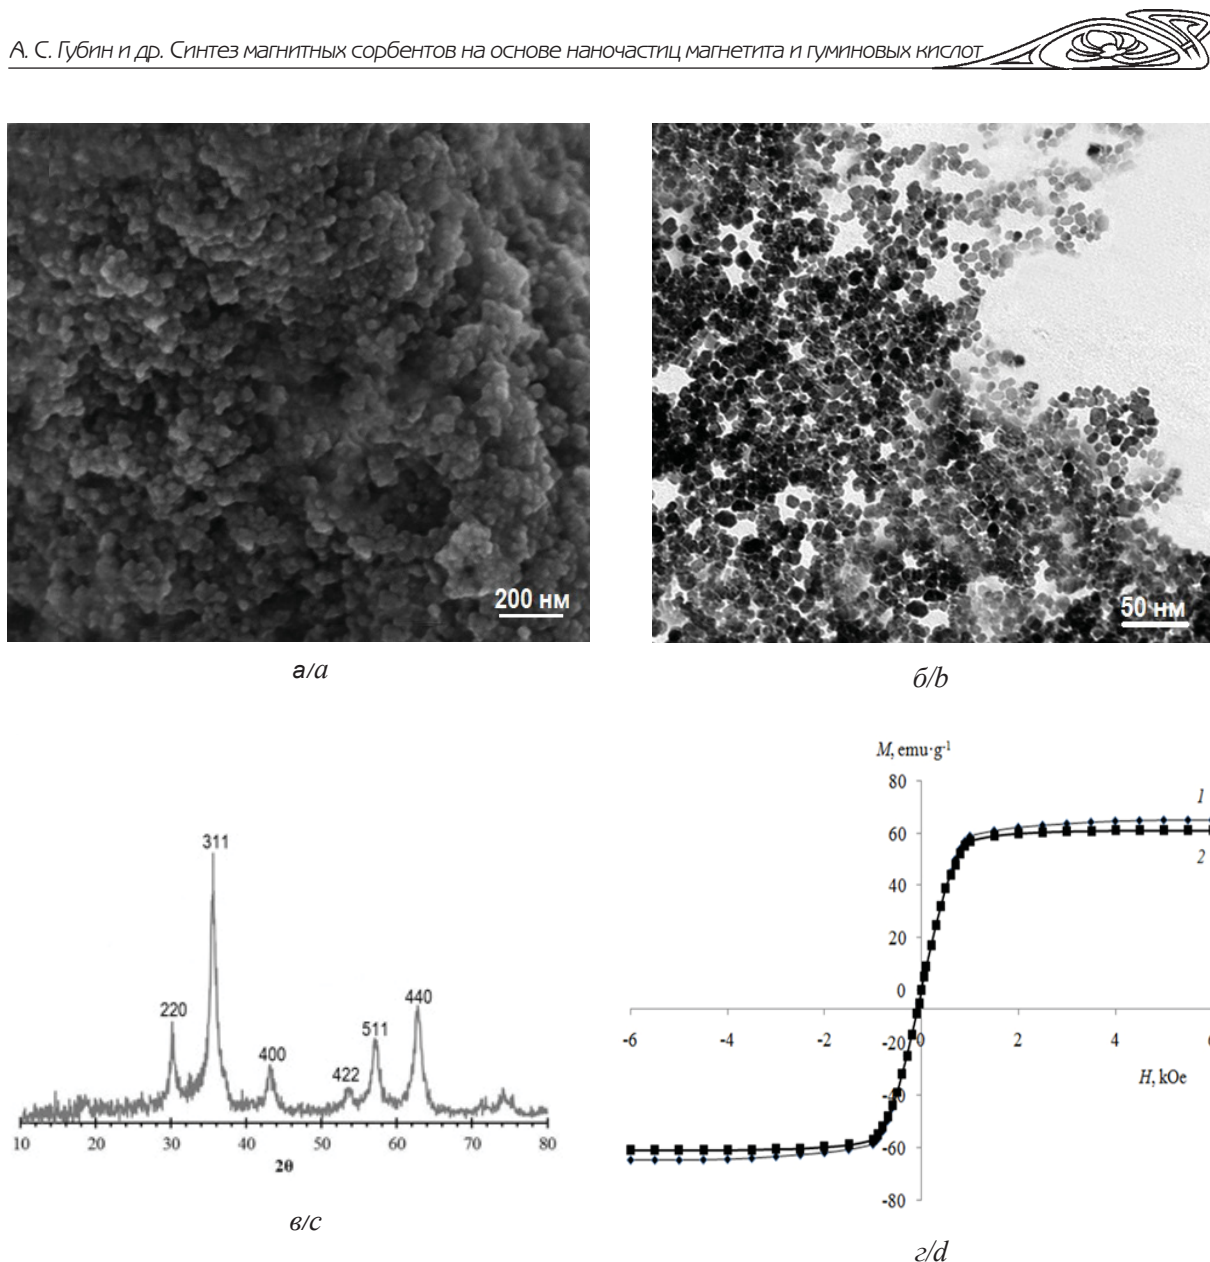 А. С. Губин и др. Синтез магнитных сорбентов на основе наночастиц магнетита и гуминовых кислот
200 нм
50 нм
а/a
б/b
M, emu·g-1
80
1
60
2
40
20
0
-6 -4 -2 0 2 4 6
-20
H, kOe
-40
-60
-80
311
220
440
511
400
422
10 20 30 40 50 60 70 80
2θ
в/c
г/d